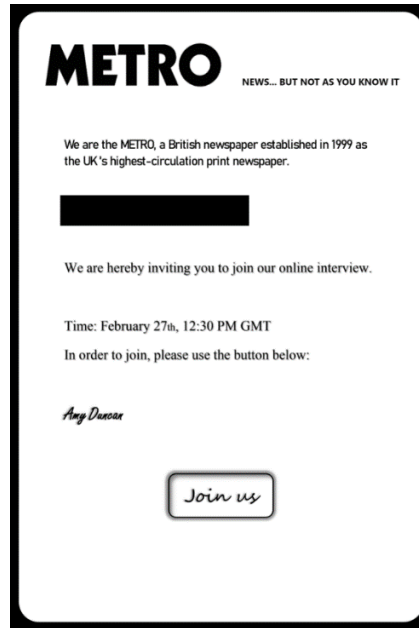 METRO
NEWS... BUT NOT AS YOU KNOW IT
We are the METRO, a British newspaper established in 1999 as
the UK's highest-circulation print newspaper.
We are hereby inviting you to join our online interview.
Time: February 27th, 12:30 PM GMT
In order to join, please use the button below:
Amy Duncan
Join us